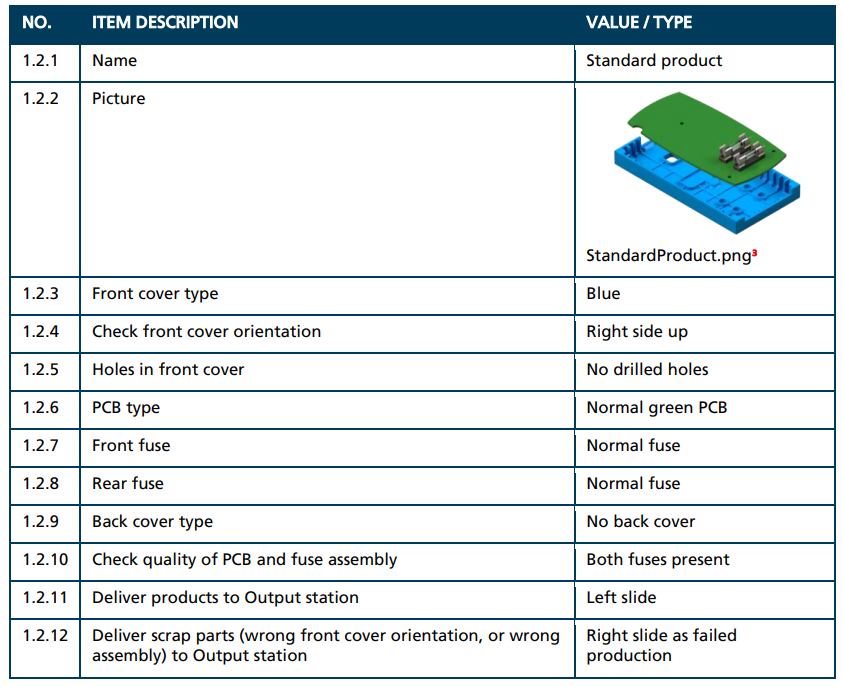 NO. ITEM DESCRIPTION VALUE / TYPE
1.2.1 Name Standard product
1.2.2 Picture
StandardProduct.png³
1.2.3 Front cover type Blue
1.2.4 Check front cover orientation Right side up
1.2.5 Holes in front cover No drilled holes
1.2.6 PCB type Normal green PCB
1.2.7 Front fuse Normal fuse
1.2.8 Rear fuse Normal fuse
1.2.9 Back cover type No back cover
1.2.10 Check quality of PCB and fuse assembly Both fuses present
1.2.11 Deliver products to Output station Left slide
1.2.12 Deliver scrap parts (wrong front cover orientation, or wrong Right slide as failed
assembly) to Output station production